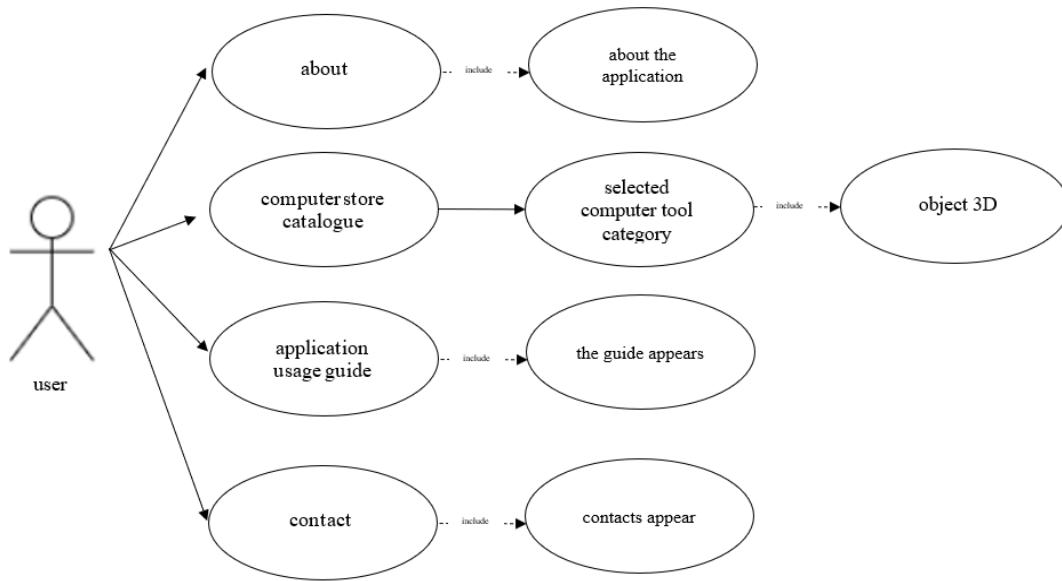 about
include
about the
application
computer store
catalogue
selected
computer tool
category
include
object 3D
user
application
usage guide
include
the guide appears
contact
include
contacts appear